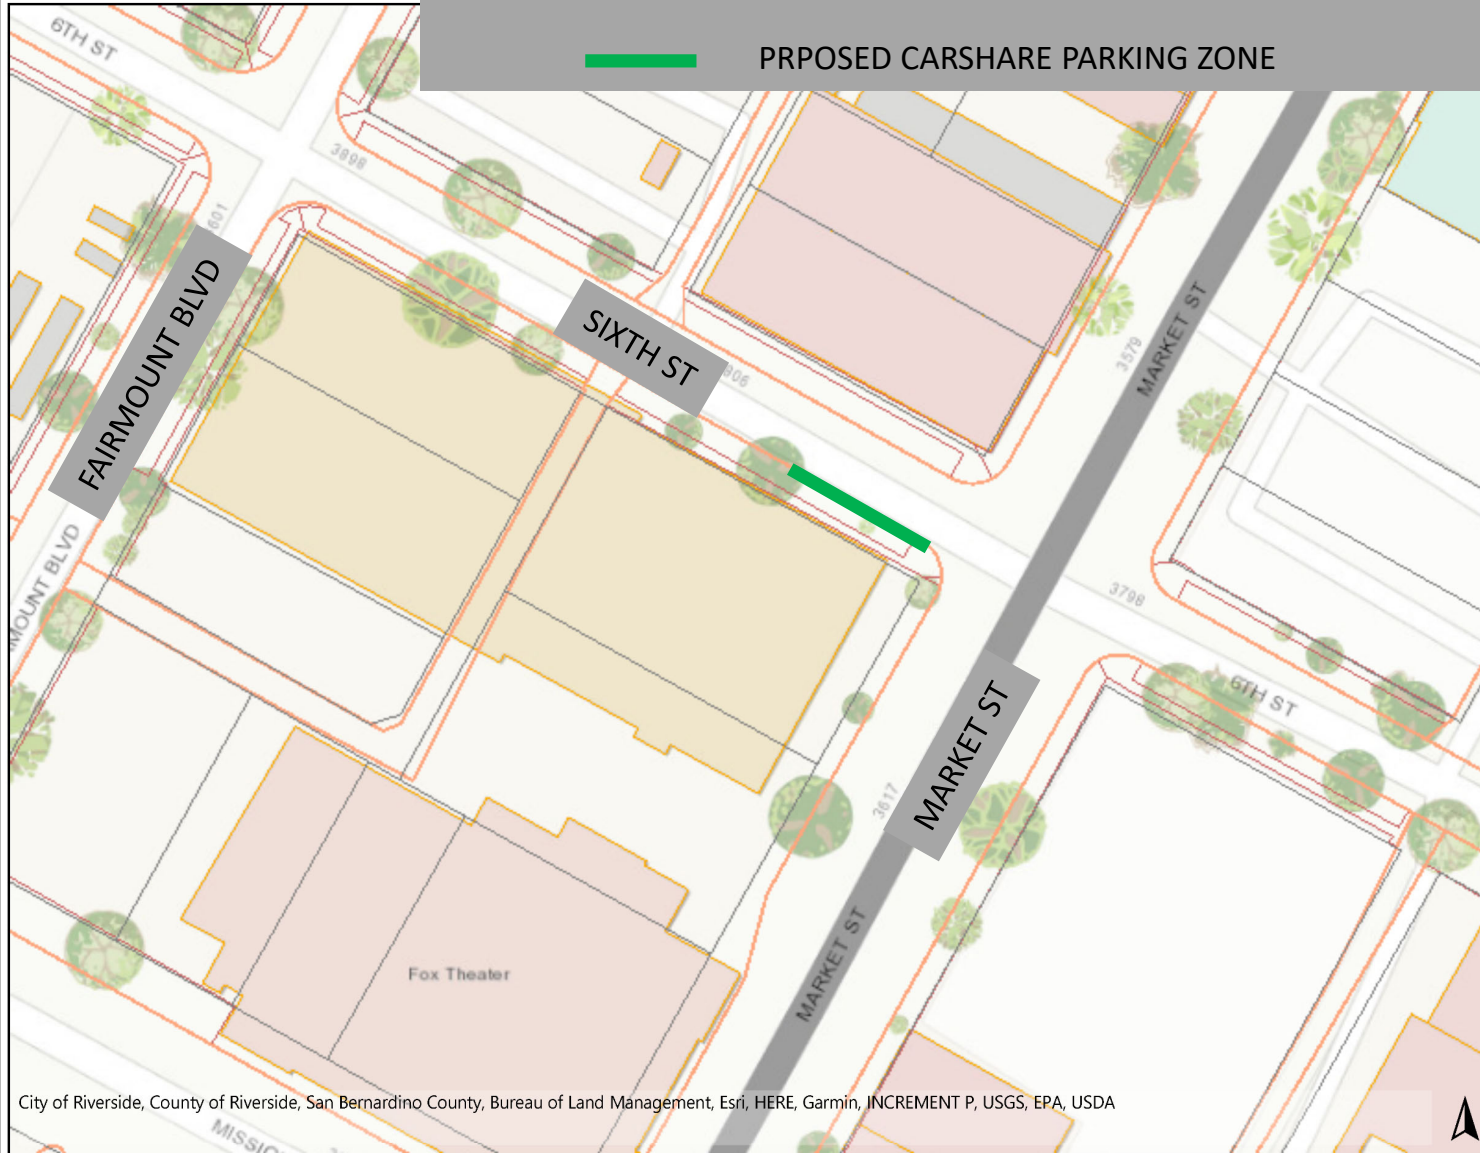 PRPOSED CARSHARE PARKING ZONE
6TH ST
3898
601
FAIRMOUNT BLVD
SIXTH ST
MARKET ST
3579
3798
6TH ST
MARKET ST
3617
MARKET ST
Fox Theater
City of Riverside, County of Riverside, San Bernardino County, Bureau of Land Management, Esri, HERE, Garmin, INCREMENT P, USGS, EPA, USDA